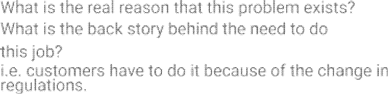 What is the real reason that this problem exists?
What is the back story behind the need to do
this job?
i.e. customers have to do it because of the change in
regulations.